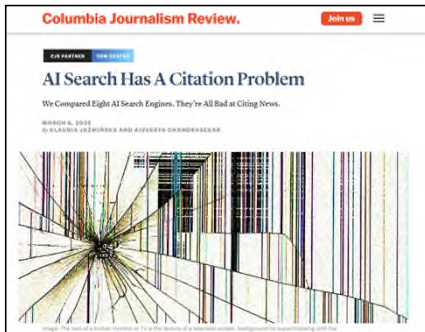 Columbia Journalism Review.
Join us
CJR PARTNER TOW CENTER
AI Search Has A Citation Problem
We Compared Eight AI Search Engines. They're All Bad at Citing News.
MARCH 6, 2025
By KLAUDIA JAŹWIŃSKA AND AISVARYA CHANDRASEKAR